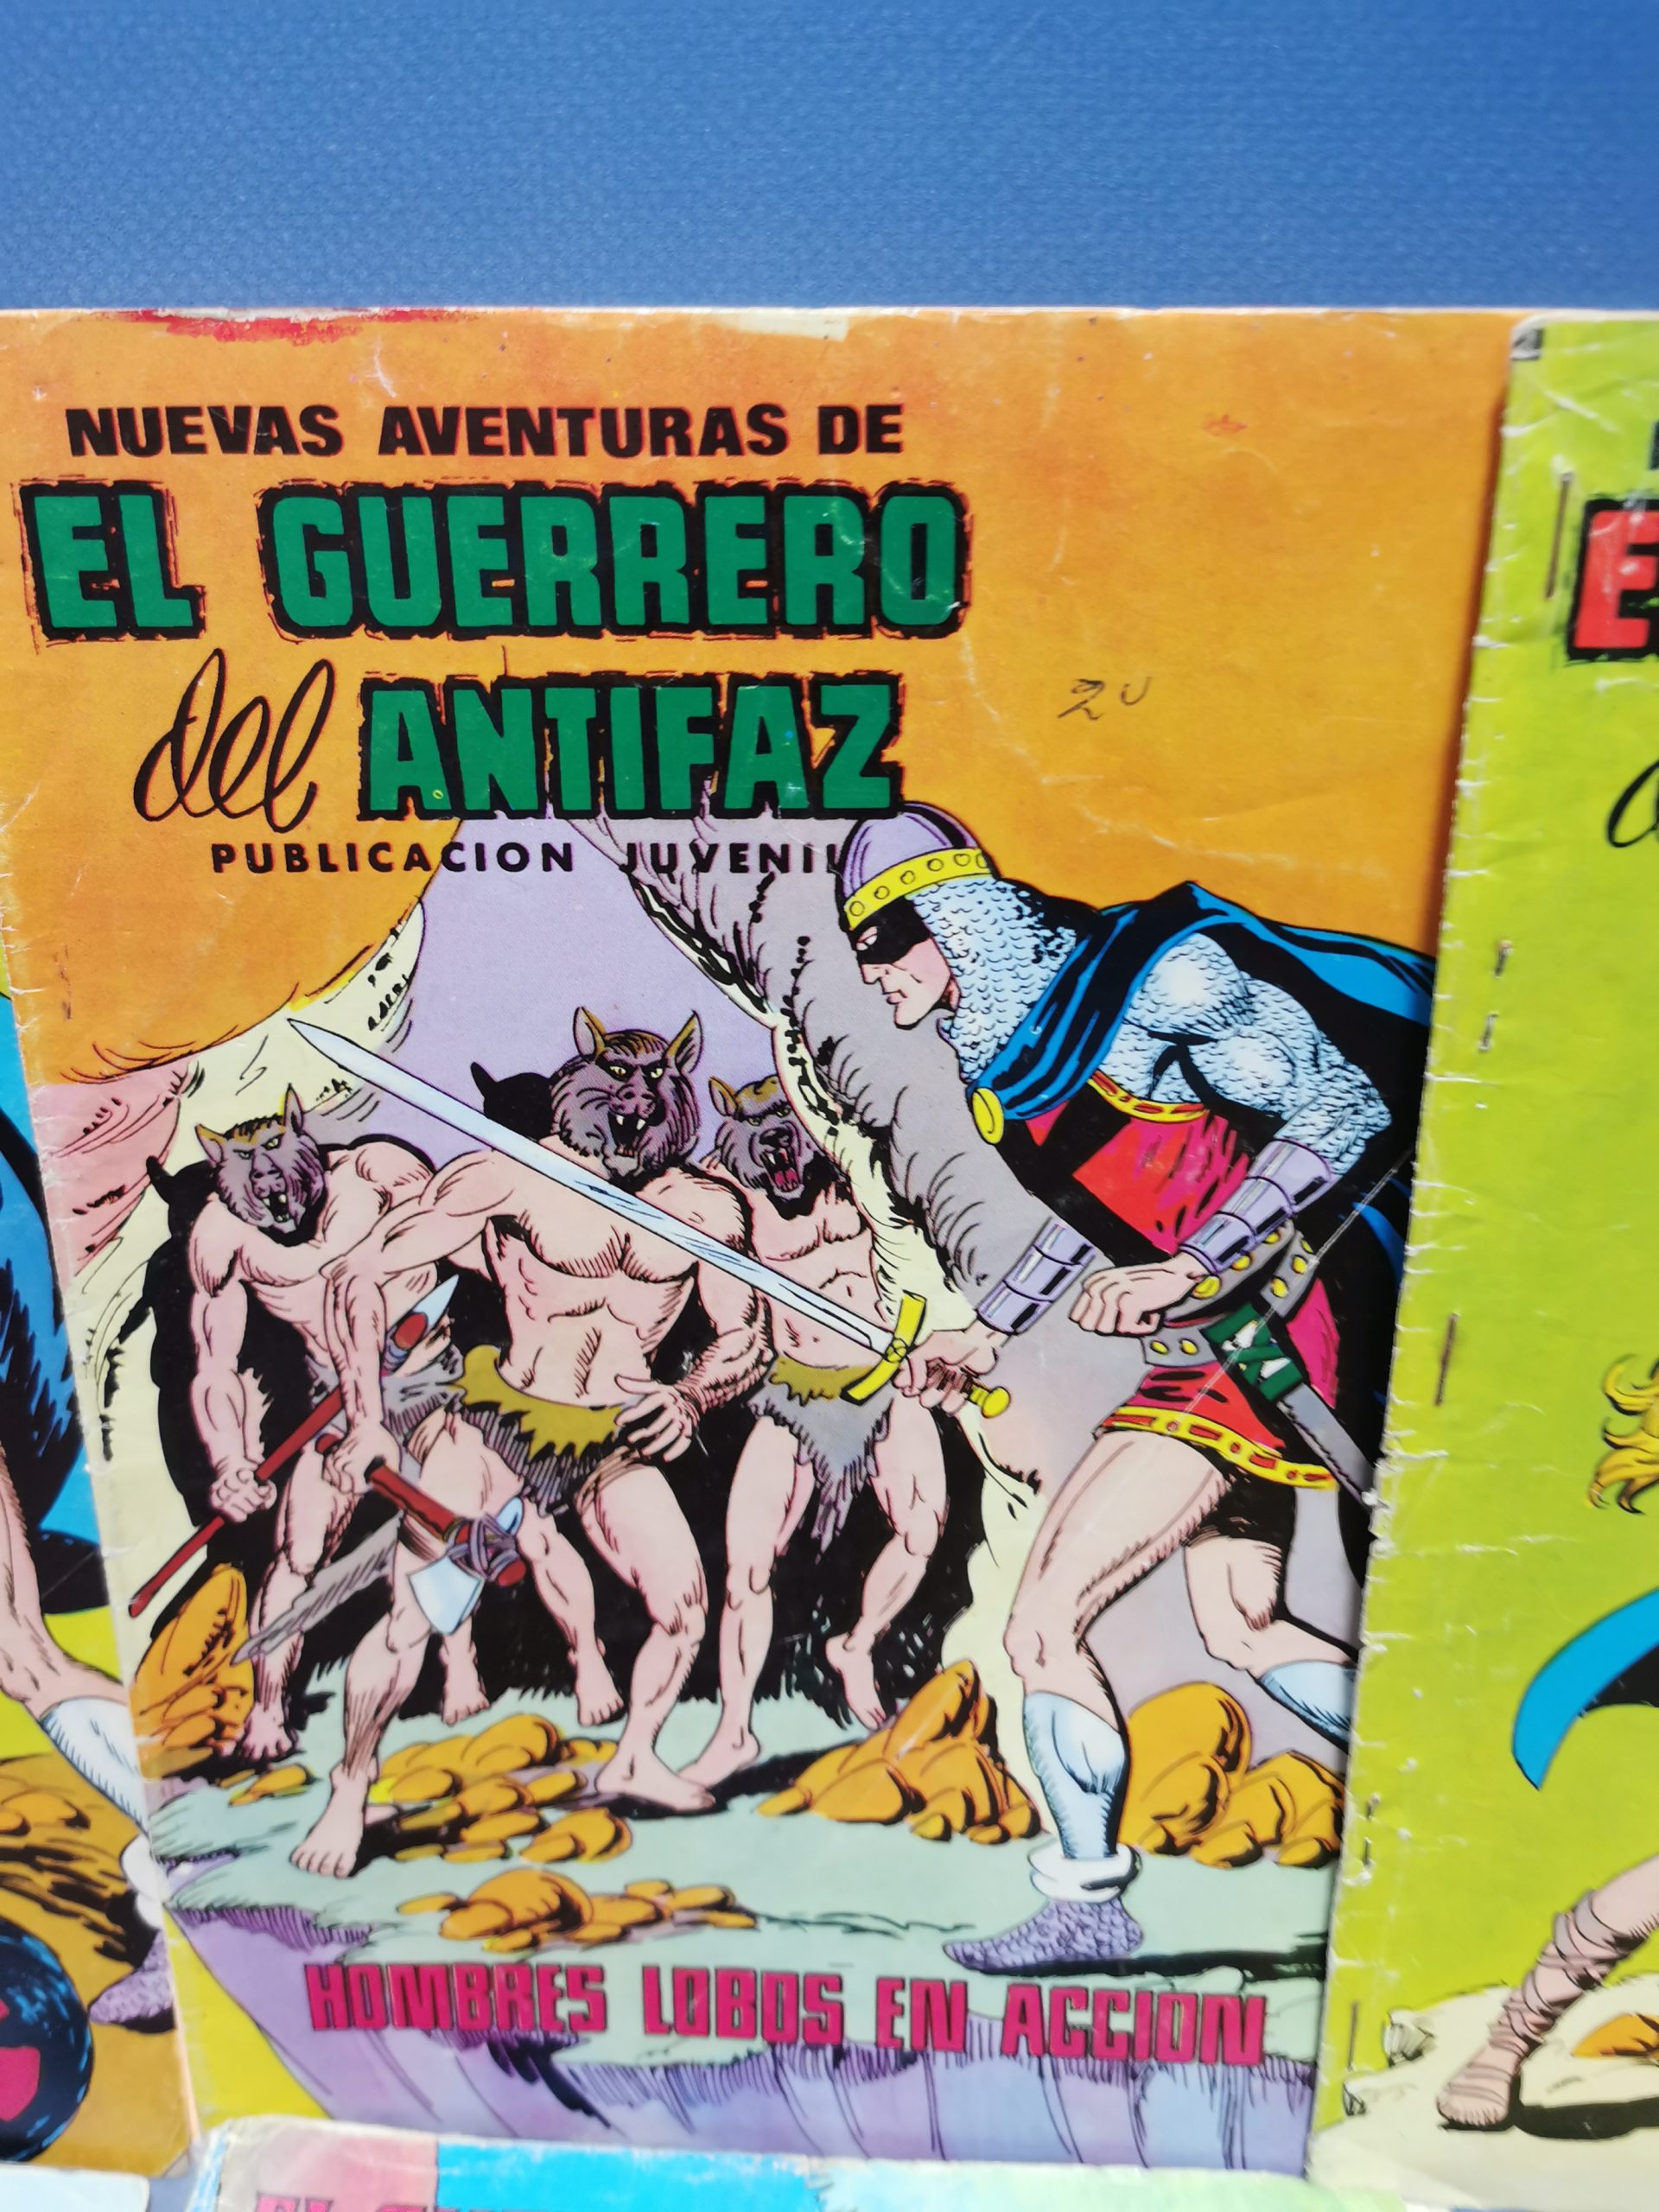 NUEVAS AVENTURAS DE
EL GUERRERO
del ANTIFAZ
PUBLICACION JUVENIL
20
HOMBRES LOBOS EN ACCION